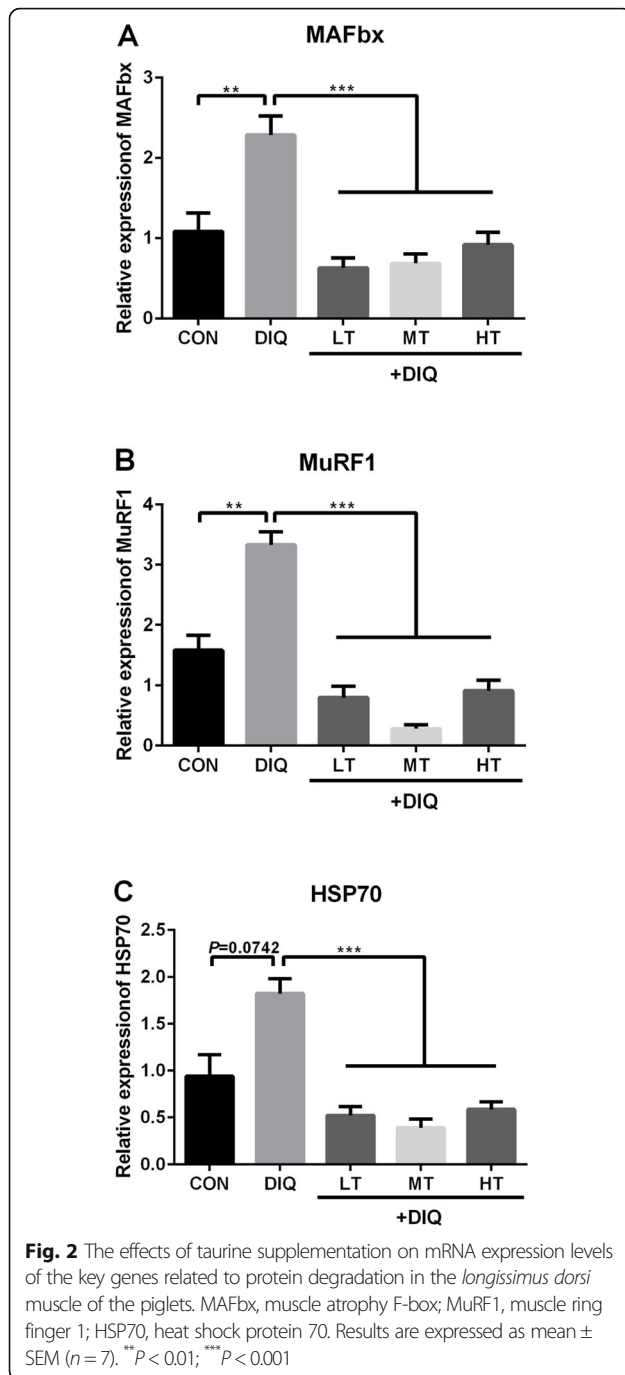 A
MAFbx
Relative expressionof MAFbx
3
2
1
0
**
***
CON
DIQ
LT
MT
HT
+DIQ
B
MuRF1
Relative expressionof MuRF1
4
3
2
1
0
**
***
CON
DIQ
LT
MT
HT
+DIQ
C
HSP70
Relative expressionof HSP70
2.5
2.0
1.5
1.0
0.5
0.0
P=0.0742
***
CON
DIQ
LT
MT
HT
+DIQ
Fig. 2 The effects of taurine supplementation on mRNA expression levels
of the key genes related to protein degradation in the longissimus dorsi
muscle of the piglets. MAFbx, muscle atrophy F-box; MuRF1, muscle ring
finger 1; HSP70, heat shock protein 70. Results are expressed as mean ±
SEM (n = 7). **P < 0.01; ***P < 0.001